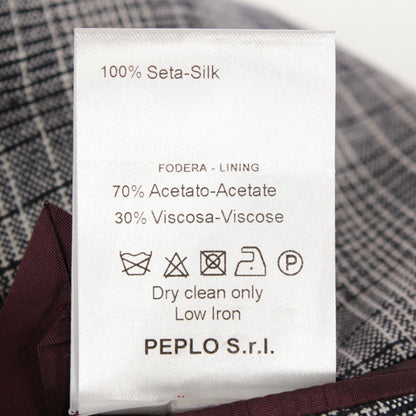 100% Seta-Silk
FODERA - LINING
70% Acetato-Acetate
30% Viscosa-Viscose
P
Dry clean only
Low Iron
PEPLO S.r.l.